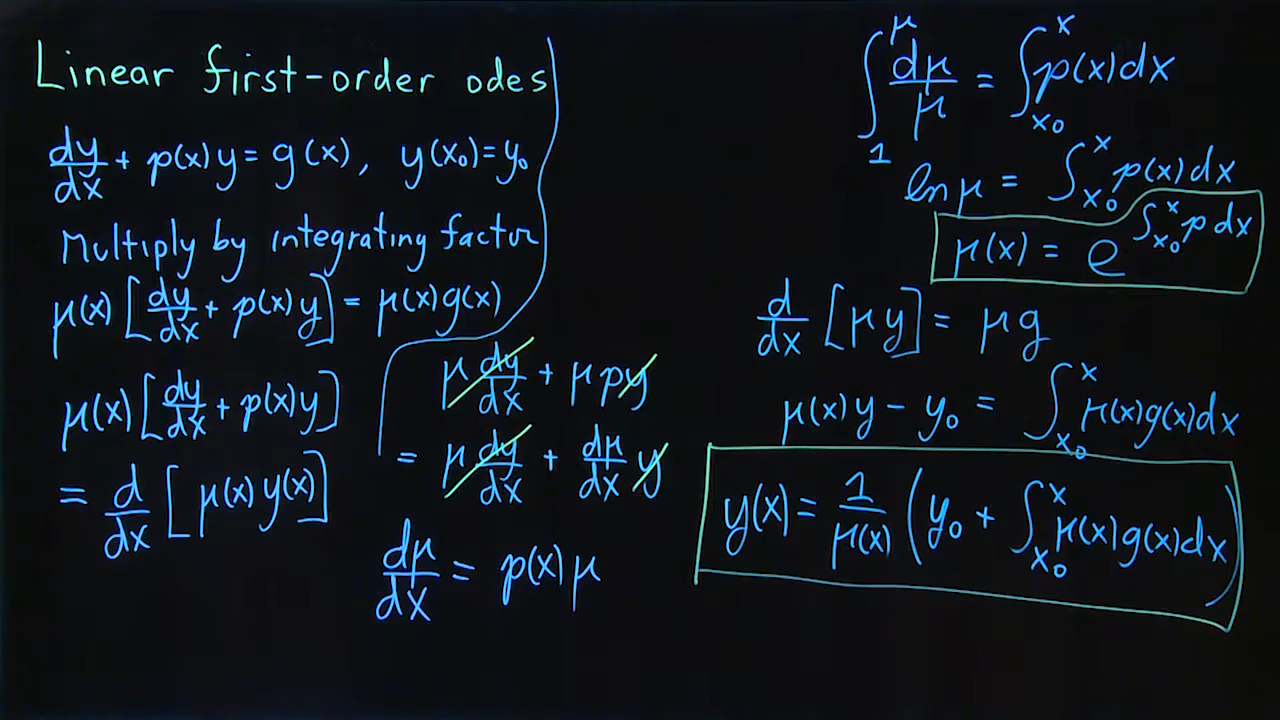 Linear first-order odes
dy/dx + p(x)y = g(x), y(x₀)=y₀
Multiply by integrating factor
μ(x) [dy/dx + p(x)y] = μ(x)g(x)
μ(x) [dy/dx + p(x)y]
= d/dx [μ(x)y(x)]
μ dy/dx + μpy
= μ dy/dx + dμ/dx y
dμ/dx = p(x)μ
∫₁^μ dμ/μ = ∫_{x₀}^x p(x)dx
ln μ = ∫_{x₀}^x p(x)dx
μ(x) = e^{∫_{x₀}^x p dx}
d/dx [μy] = μg
μ(x)y − y₀ = ∫_{x₀}^x μ(x)g(x)dx
y(x) = 1/μ(x) (y₀ + ∫_{x₀}^x μ(x)g(x)dx)